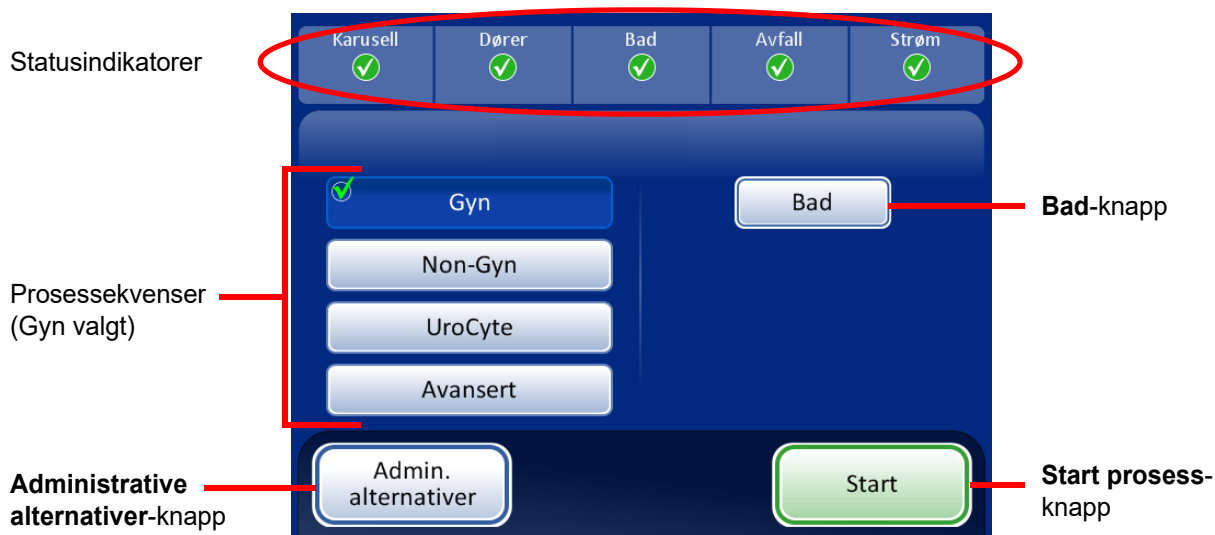 Statusindikatorer
Karusell Dører Bad Avfall Strøm
Gyn
Non-Gyn
UroCyte
Avansert
Bad
Bad-knapp
Prosessekvenser
(Gyn valgt)
Admin.
alternativer
Start
Administrative
alternativer-knapp
Start prosess-
knapp